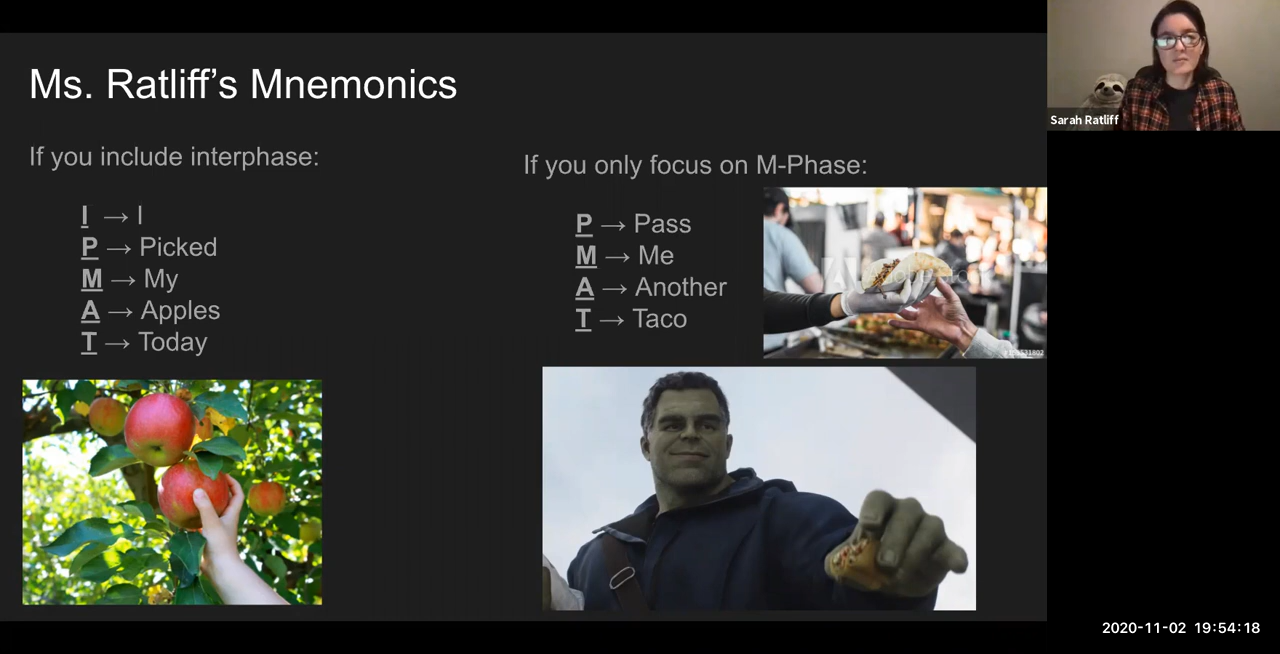 Ms. Ratliff’s Mnemonics
If you include interphase:
I → I
P → Picked
M → My
A → Apples
T → Today
If you only focus on M-Phase:
P → Pass
M → Me
A → Another
T → Taco
Sarah Ratliff
2020-11-02 19:54:18